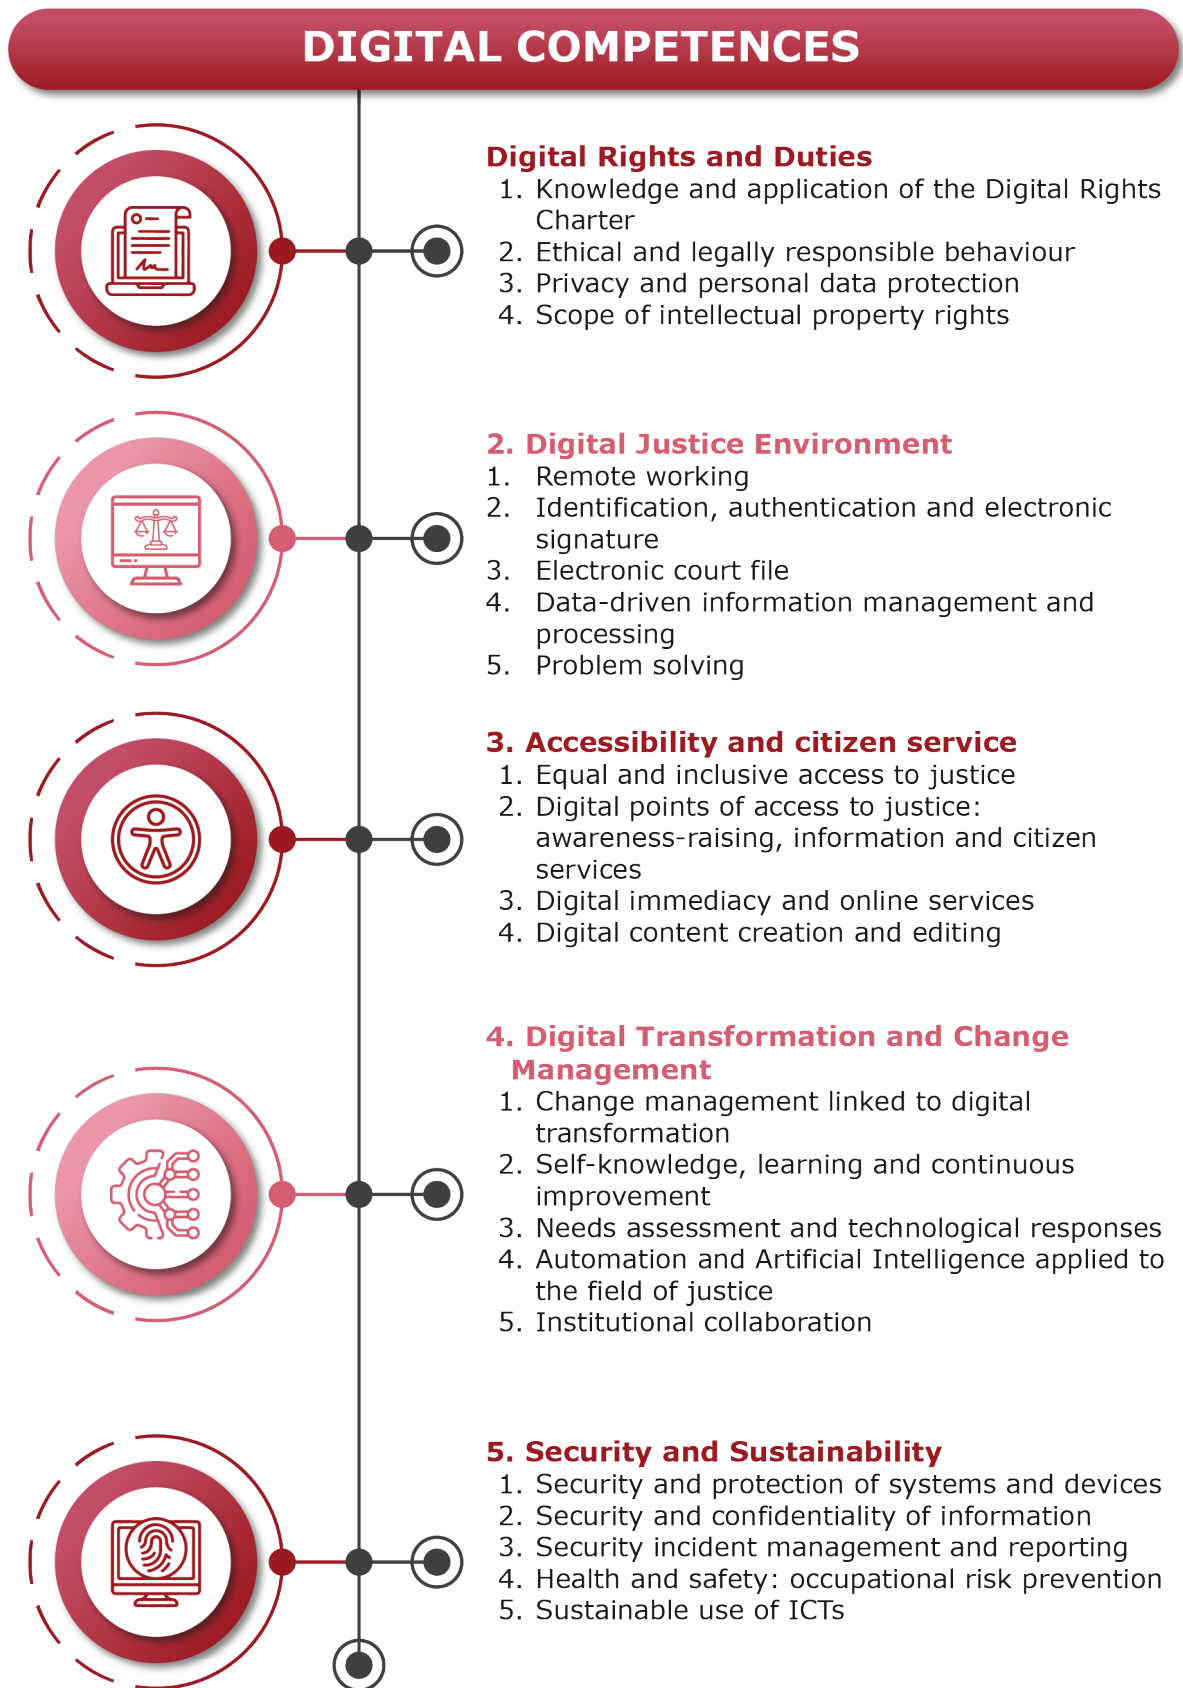 DIGITAL COMPETENCES
Digital Rights and Duties
1. Knowledge and application of the Digital Rights
Charter
2. Ethical and legally responsible behaviour
3. Privacy and personal data protection
4. Scope of intellectual property rights
2. Digital Justice Environment
1. Remote working
2. Identification, authentication and electronic
signature
3. Electronic court file
4. Data-driven information management and
processing
5. Problem solving
3. Accessibility and citizen service
1. Equal and inclusive access to justice
2. Digital points of access to justice:
awareness-raising, information and citizen
services
3. Digital immediacy and online services
4. Digital content creation and editing
4. Digital Transformation and Change
Management
1. Change management linked to digital
transformation
2. Self-knowledge, learning and continuous
improvement
3. Needs assessment and technological responses
4. Automation and Artificial Intelligence applied to
the field of justice
5. Institutional collaboration
5. Security and Sustainability
1. Security and protection of systems and devices
2. Security and confidentiality of information
3. Security incident management and reporting
4. Health and safety: occupational risk prevention
5. Sustainable use of ICTs